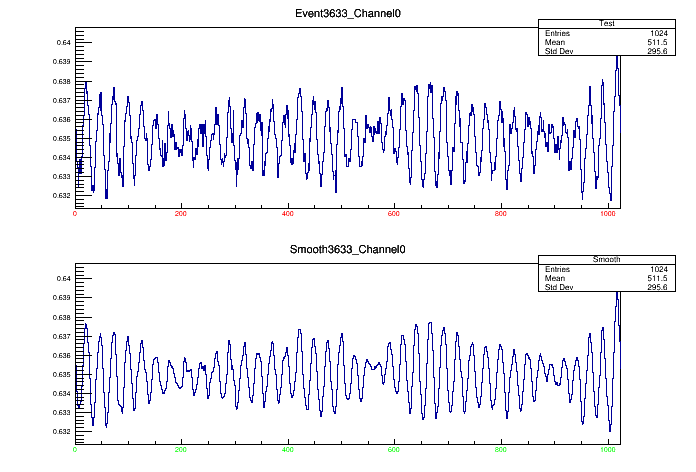 Event3633_Channel0
Test
Entries 1024
Mean 511.5
Std Dev 295.6
0.64
0.639
0.638
0.637
0.636
0.635
0.634
0.633
0.632
0 200 400 600 800 1000
Smooth3633_Channel0
Smooth
Entries 1024
Mean 511.5
Std Dev 295.6
0.64
0.639
0.638
0.637
0.636
0.635
0.634
0.633
0.632
0 200 400 600 800 1000